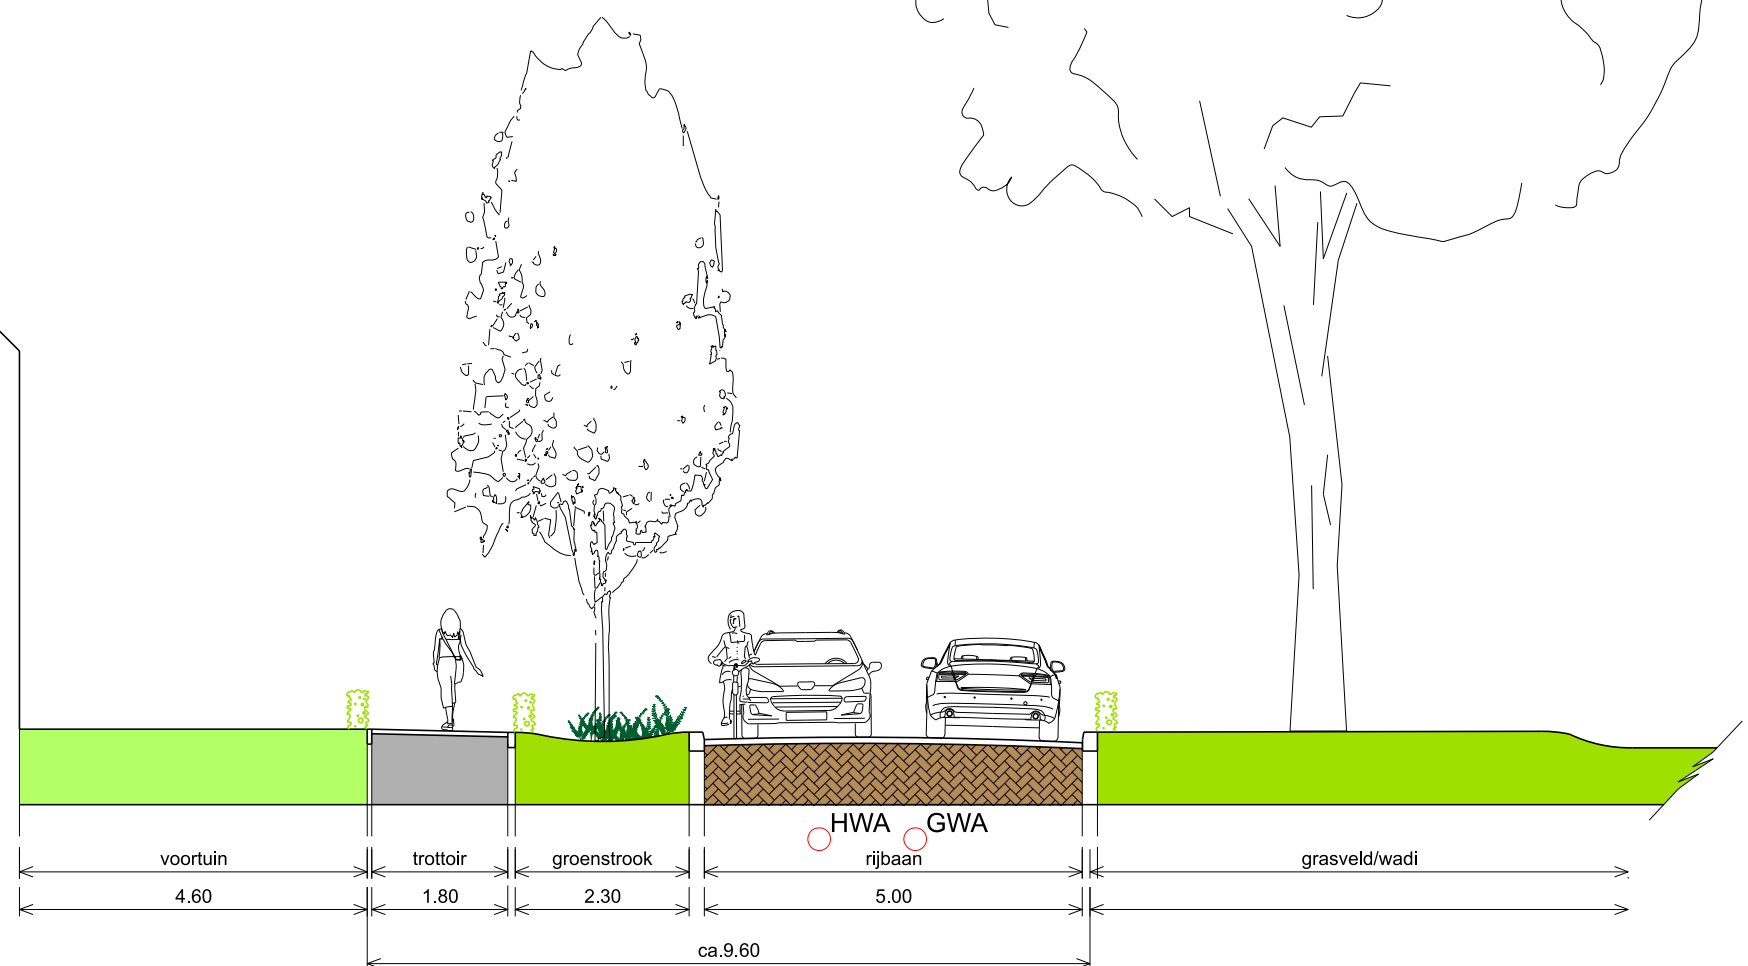 HWA GWA
voortuin trottoir groenstrook rijbaan grasveld/wadi
4.60 1.80 2.30 5.00
ca.9.60